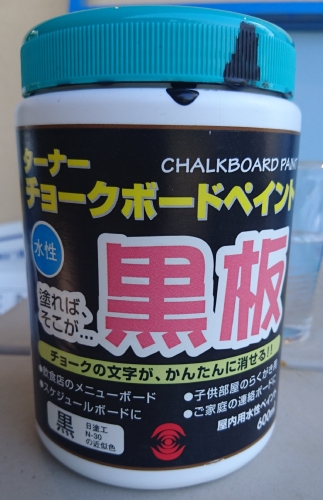 ターナー
CHALKBOARD PAINT
チョークボードペイント
水性
塗れば、
そこが...
黒板
チョークの文字が、かんたんに消せる!!
●飲食店のメニューボード
●スケジュールボードに
●子供部屋のらくがき用
●ご家庭の連絡ボードに
屋内用水性ペイント
600ml
黒
日塗工
N-30
の近似色